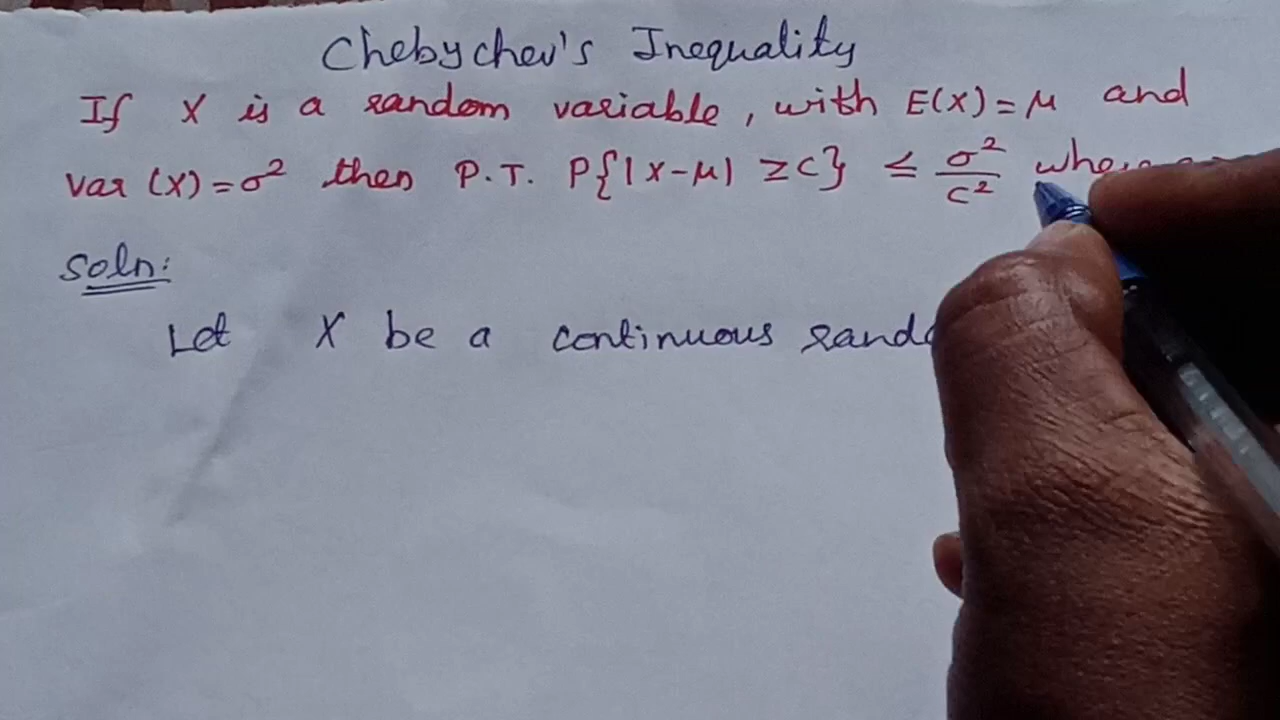 Chebychev's Inequality
If X is a random variable, with E(X) = μ and
Var (X) = σ² then P.T. P{|X-μ| ≥ C} ≤ σ²/C²
Soln:
Let X be a continuous